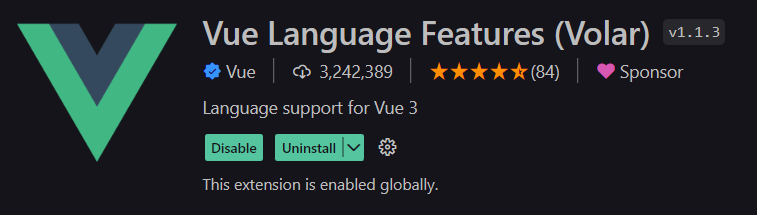 Vue Language Features (Volar) v1.1.3
Vue 3,242,389 (84) Sponsor
Language support for Vue 3
Disable Uninstall
This extension is enabled globally.